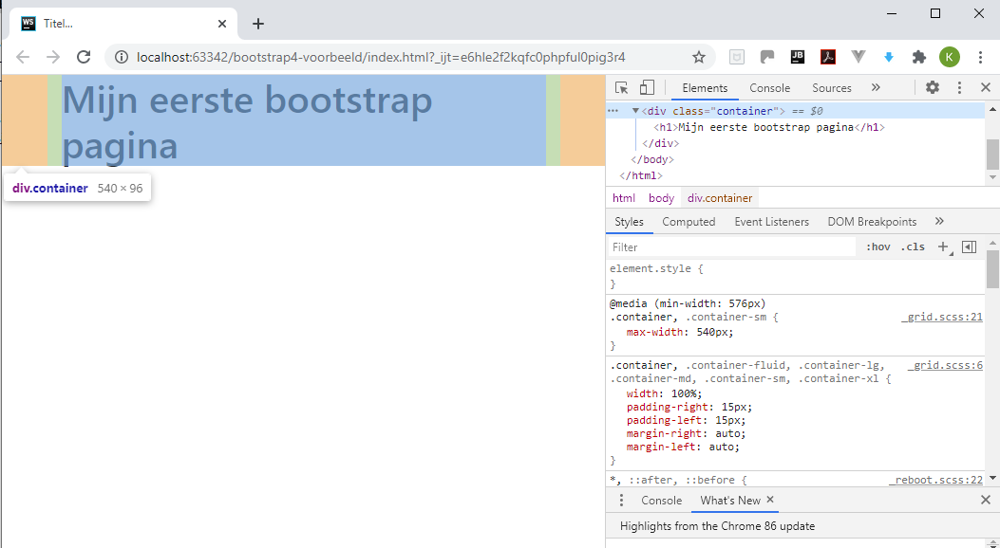 WS Titel...
localhost:63342/bootstrap4-voorbeeld/index.html?_ijt=e6hle2f2kqfc0phpful0pig3r4
JB
K
Mijn eerste bootstrap
pagina
div.container 540 × 96
Elements Console Sources »
<div class="container"> == $0
<h1>Mijn eerste bootstrap pagina</h1>
</div>
</body>
</html>
html body div.container
Styles Computed Event Listeners DOM Breakpoints »
Filter :hov .cls +
element.style {
}
@media (min-width: 576px)
.container, .container-sm { _grid.scss:21
max-width: 540px;
}
.container, .container-fluid, .container-lg, _grid.scss:6
.container-md, .container-sm, .container-xl {
width: 100%;
padding-right: 15px;
padding-left: 15px;
margin-right: auto;
margin-left: auto;
}
*, ::after, ::before { _reboot.scss:22
Console What's New ×
Highlights from the Chrome 86 update